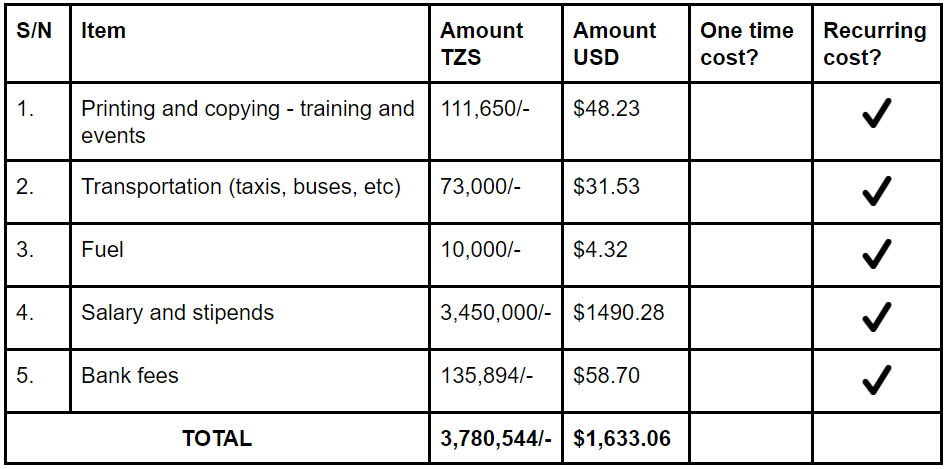 S/N Item Amount TZS Amount USD One time cost? Recurring cost?
1. Printing and copying - training and events 111,650/- $48.23 ✓
2. Transportation (taxis, buses, etc) 73,000/- $31.53 ✓
3. Fuel 10,000/- $4.32 ✓
4. Salary and stipends 3,450,000/- $1490.28 ✓
5. Bank fees 135,894/- $58.70 ✓
TOTAL 3,780,544/- $1,633.06